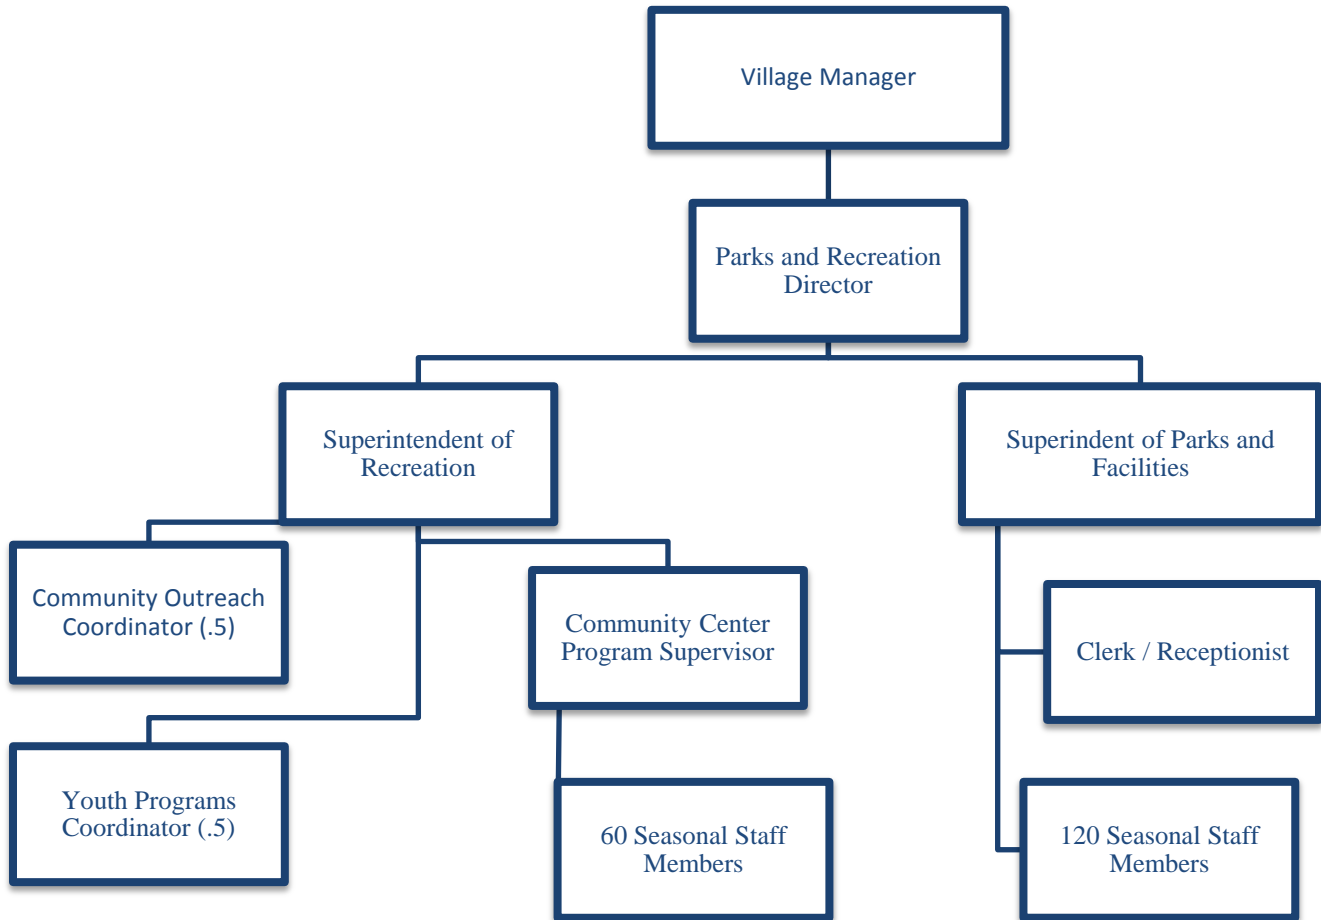 Village Manager
Parks and Recreation
Director
Superintendent of
Recreation
Superindent of Parks and
Facilities
Community Outreach
Coordinator (.5)
Community Center
Program Supervisor
Clerk / Receptionist
Youth Programs
Coordinator (.5)
60 Seasonal Staff
Members
120 Seasonal Staff
Members